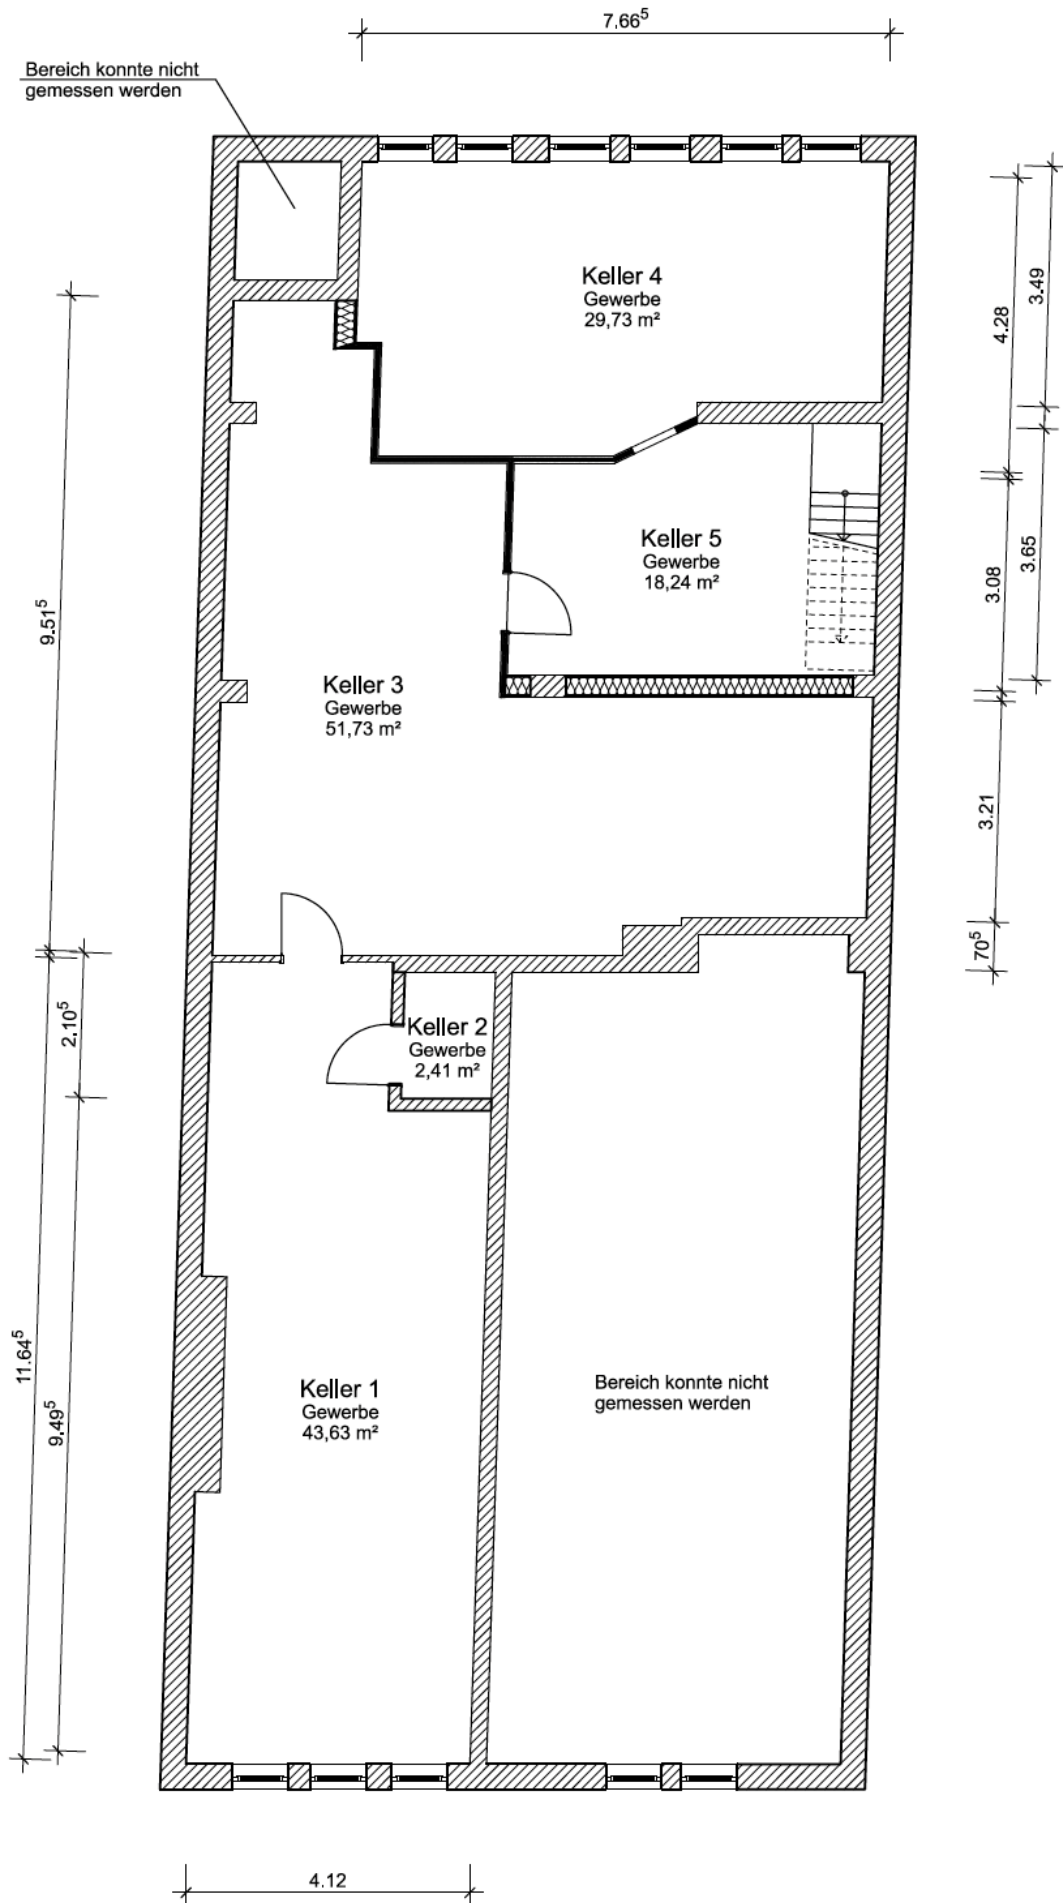 7.66⁵
Bereich konnte nicht
gemessen werden
Keller 4
Gewerbe
29,73 m²
3.49
4.28
Keller 5
Gewerbe
18,24 m²
3.65
3.08
9.51⁵
Keller 3
Gewerbe
51,73 m²
3.21
70⁵
2.10⁵
Keller 2
Gewerbe
2,41 m²
11.64⁵
9.49⁵
Keller 1
Gewerbe
43,63 m²
Bereich konnte nicht
gemessen werden
4.12